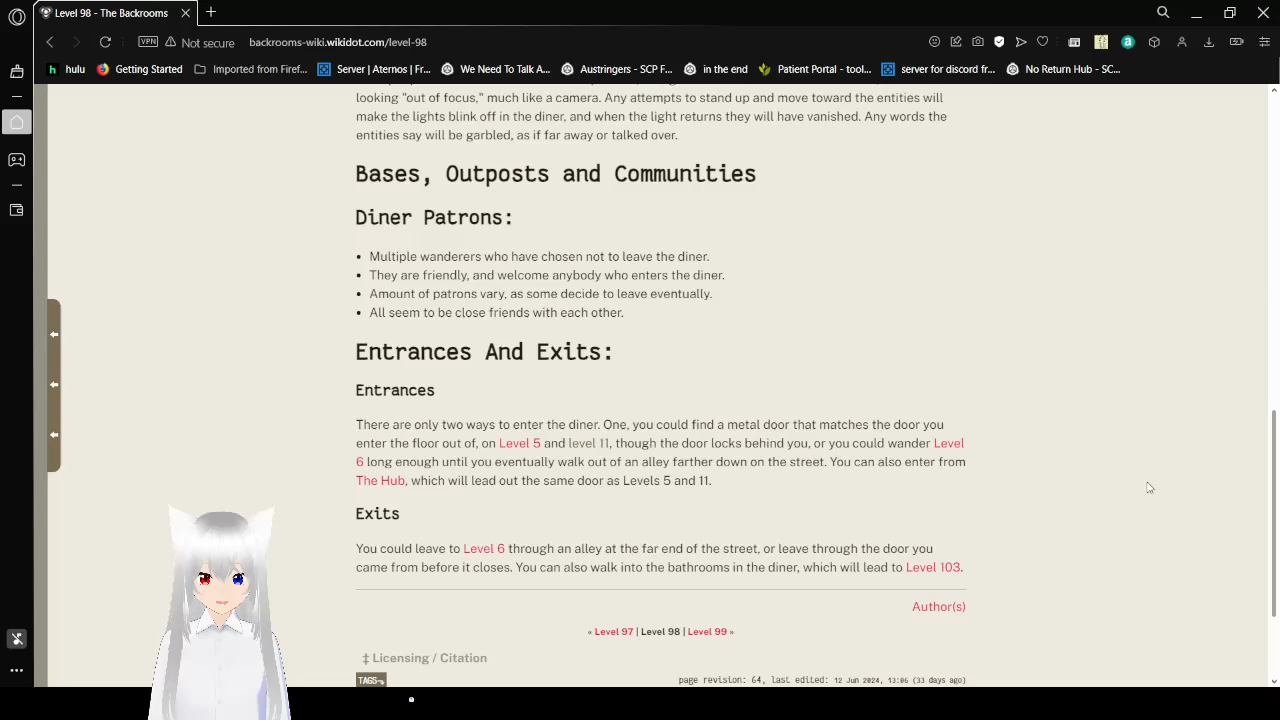 Level 98 - The Backrooms
VPN Not secure backrooms-wiki.wikidot.com/level-98
hulu Getting Started Imported from Firef... Server | Aternos | Fr... We Need To Talk A... Austringers - SCP F... in the end Patient Portal - tool... server for discord fr... No Return Hub - SC...
looking "out of focus," much like a camera. Any attempts to stand up and move toward the entities will
make the lights blink off in the diner, and when the light returns they will have vanished. Any words the
entities say will be garbled, as if far away or talked over.
Bases, Outposts and Communities
Diner Patrons:
• Multiple wanderers who have chosen not to leave the diner.
• They are friendly, and welcome anybody who enters the diner.
• Amount of patrons vary, as some decide to leave eventually.
• All seem to be close friends with each other.
Entrances And Exits:
Entrances
There are only two ways to enter the diner. One, you could find a metal door that matches the door you
enter the floor out of, on Level 5 and level 11, though the door locks behind you, or you could wander Level
6 long enough until you eventually walk out of an alley farther down on the street. You can also enter from
The Hub, which will lead out the same door as Levels 5 and 11.
Exits
You could leave to Level 6 through an alley at the far end of the street, or leave through the door you
came from before it closes. You can also walk into the bathrooms in the diner, which will lead to Level 103.
Author(s)
« Level 97 | Level 98 | Level 99 »
‡ Licensing / Citation
TAGS
page revision: 64, last edited: 12 Jun 2024, 13:06 (33 days ago)